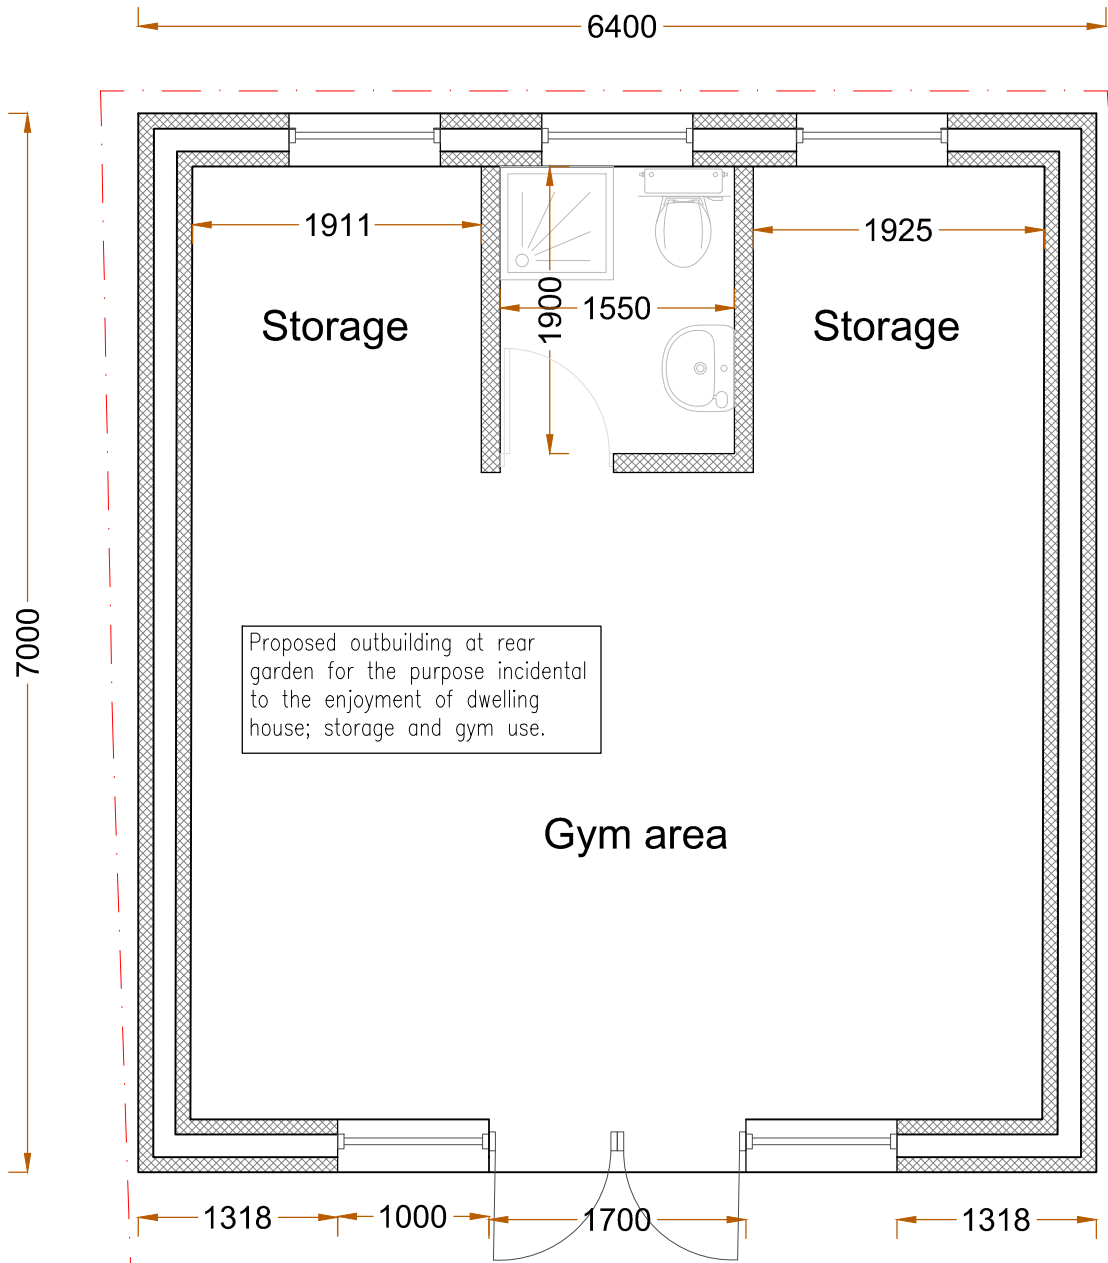 6400
1911
1925
1900
1550
Storage
Storage
7000
Proposed outbuilding at rear
garden for the purpose incidental
to the enjoyment of dwelling
house; storage and gym use.
Gym area
1318
1000
1700
1318